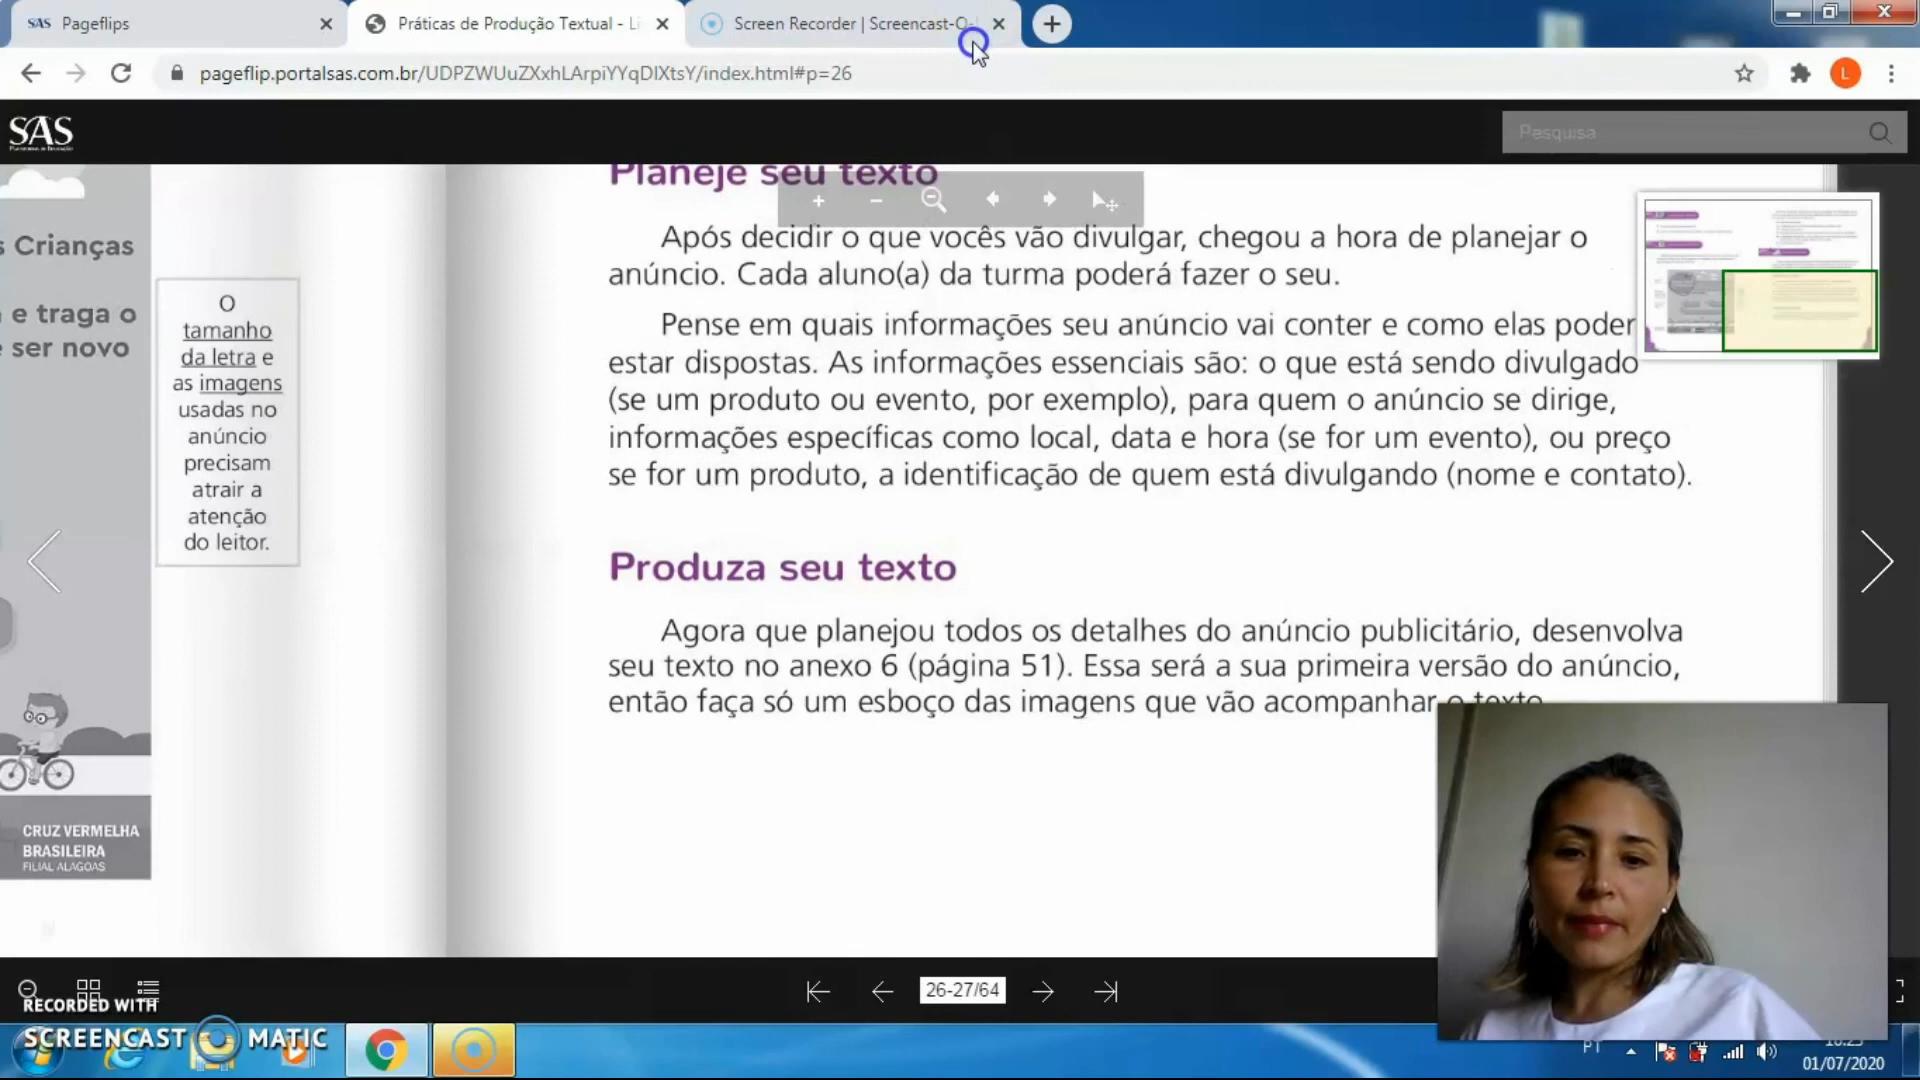 SAS Pageflips
Práticas de Produção Textual - Li
Screen Recorder | Screencast-O-
pageflip.portalsas.com.br/UDPZWUuZXxhLArpiYYqDIXtsY/index.html#p=26
L
SAS
Pesquisa
s Crianças
e traga o
ser novo
CRUZ VERMELHA
BRASILEIRA
FILIAL ALAGOAS
O
tamanho
da letra e
as imagens
usadas no
anúncio
precisam
atrair a
atenção
do leitor.
Planeje seu texto
Após decidir o que vocês vão divulgar, chegou a hora de planejar o
anúncio. Cada aluno(a) da turma poderá fazer o seu.
Pense em quais informações seu anúncio vai conter e como elas poder
estar dispostas. As informações essenciais são: o que está sendo divulgado
(se um produto ou evento, por exemplo), para quem o anúncio se dirige,
informações específicas como local, data e hora (se for um evento), ou preço
se for um produto, a identificação de quem está divulgando (nome e contato).
Produza seu texto
Agora que planejou todos os detalhes do anúncio publicitário, desenvolva
seu texto no anexo 6 (página 51). Essa será a sua primeira versão do anúncio,
então faça só um esboço das imagens que vão acompanhar o texto
26-27/64
RECORDED WITH
SCREENCAST MATIC
PT
01/07/2020